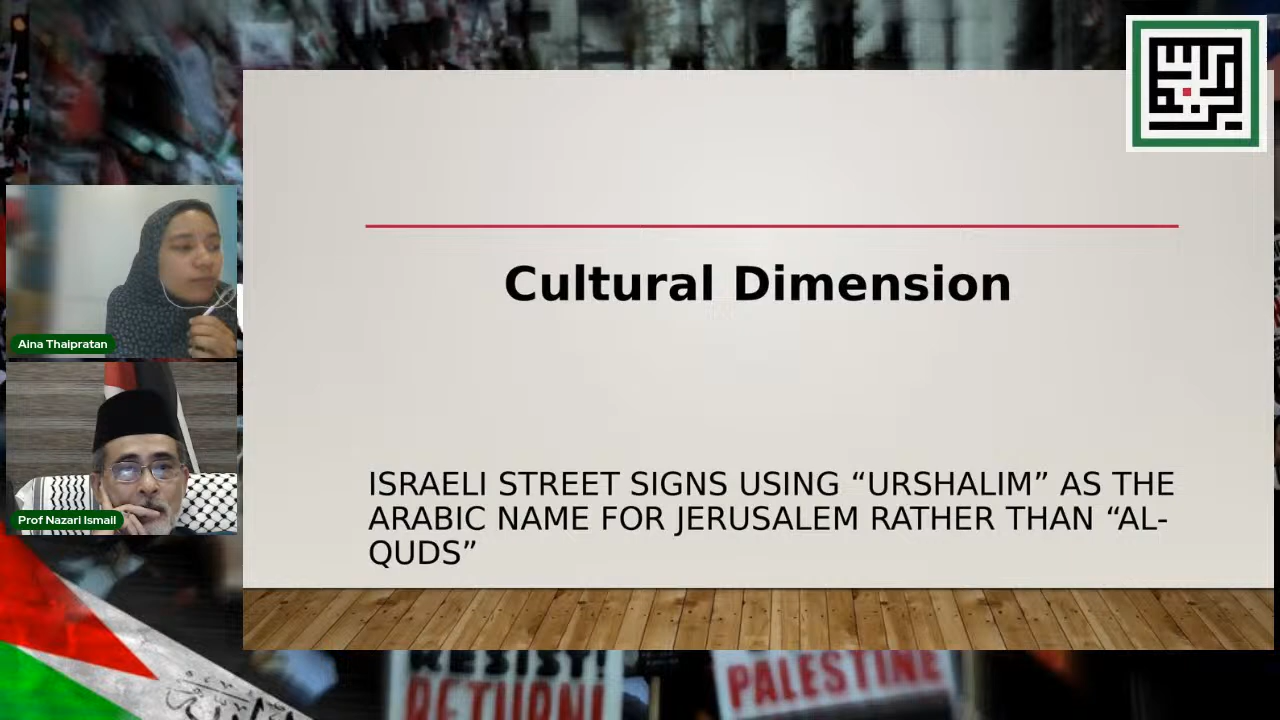 Cultural Dimension
ISRAELI STREET SIGNS USING “URSHALIM” AS THE
ARABIC NAME FOR JERUSALEM RATHER THAN “AL-
QUDS”
Aina Thaipratan
Prof Nazari Ismail
RESIST!
RETURN!
PALESTINE